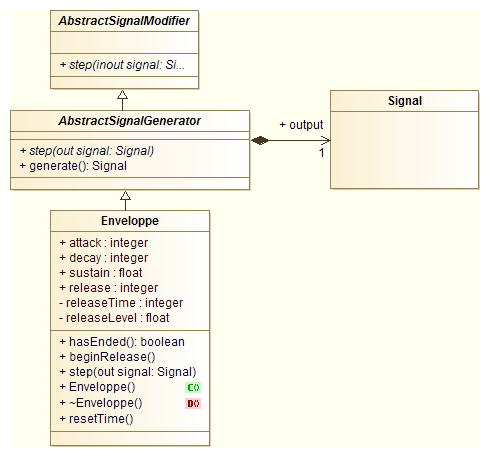 AbstractSignalModifier
+ step(inout signal: Si...
AbstractSignalGenerator
+ step(out signal: Signal)
+ generate(): Signal
+ output
1
Signal
Enveloppe
+ attack : integer
+ decay : integer
+ sustain : float
+ release : integer
- releaseTime : integer
- releaseLevel : float
+ hasEnded(): boolean
+ beginRelease()
+ step(out signal: Signal)
+ Enveloppe() C()
+ ~Enveloppe() D()
+ resetTime()